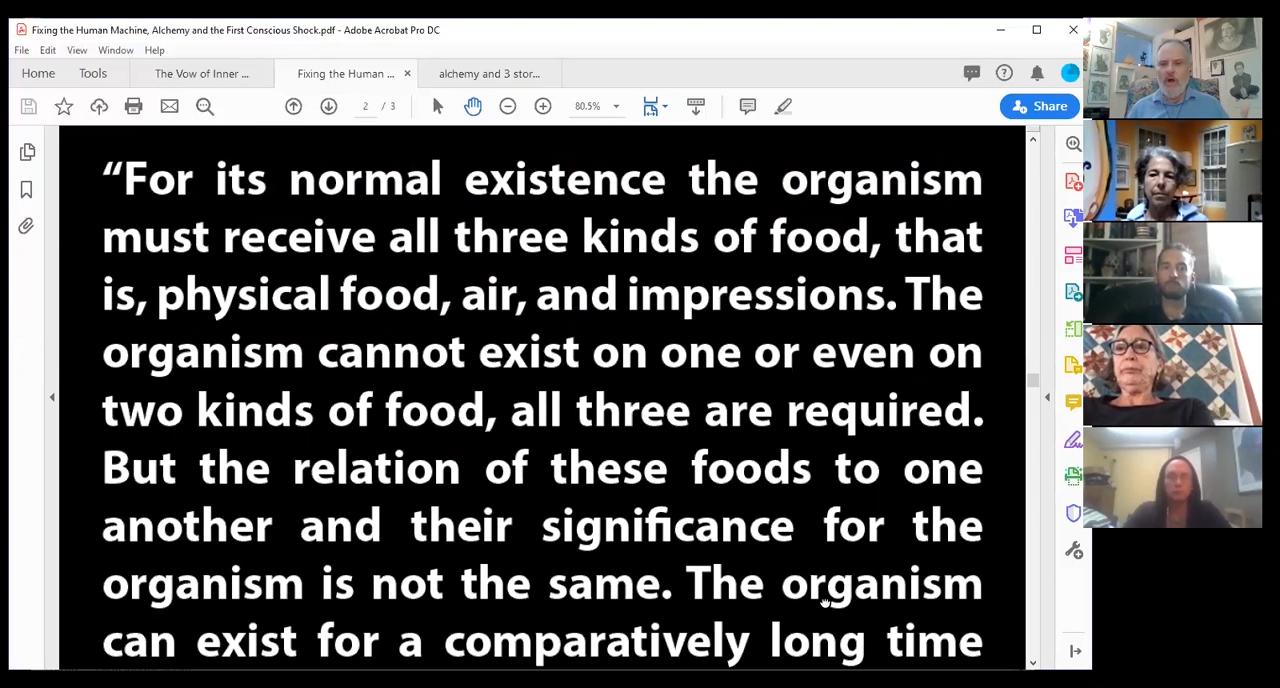 Fixing the Human Machine, Alchemy and the First Conscious Shock.pdf - Adobe Acrobat Pro DC
File Edit View Window Help
Home Tools The Vow of Inner ... Fixing the Human ... × alchemy and 3 stor...
2 / 3 80.5% Share
“For its normal existence the organism
must receive all three kinds of food, that
is, physical food, air, and impressions. The
organism cannot exist on one or even on
two kinds of food, all three are required.
But the relation of these foods to one
another and their significance for the
organism is not the same. The organism
can exist for a comparatively long time